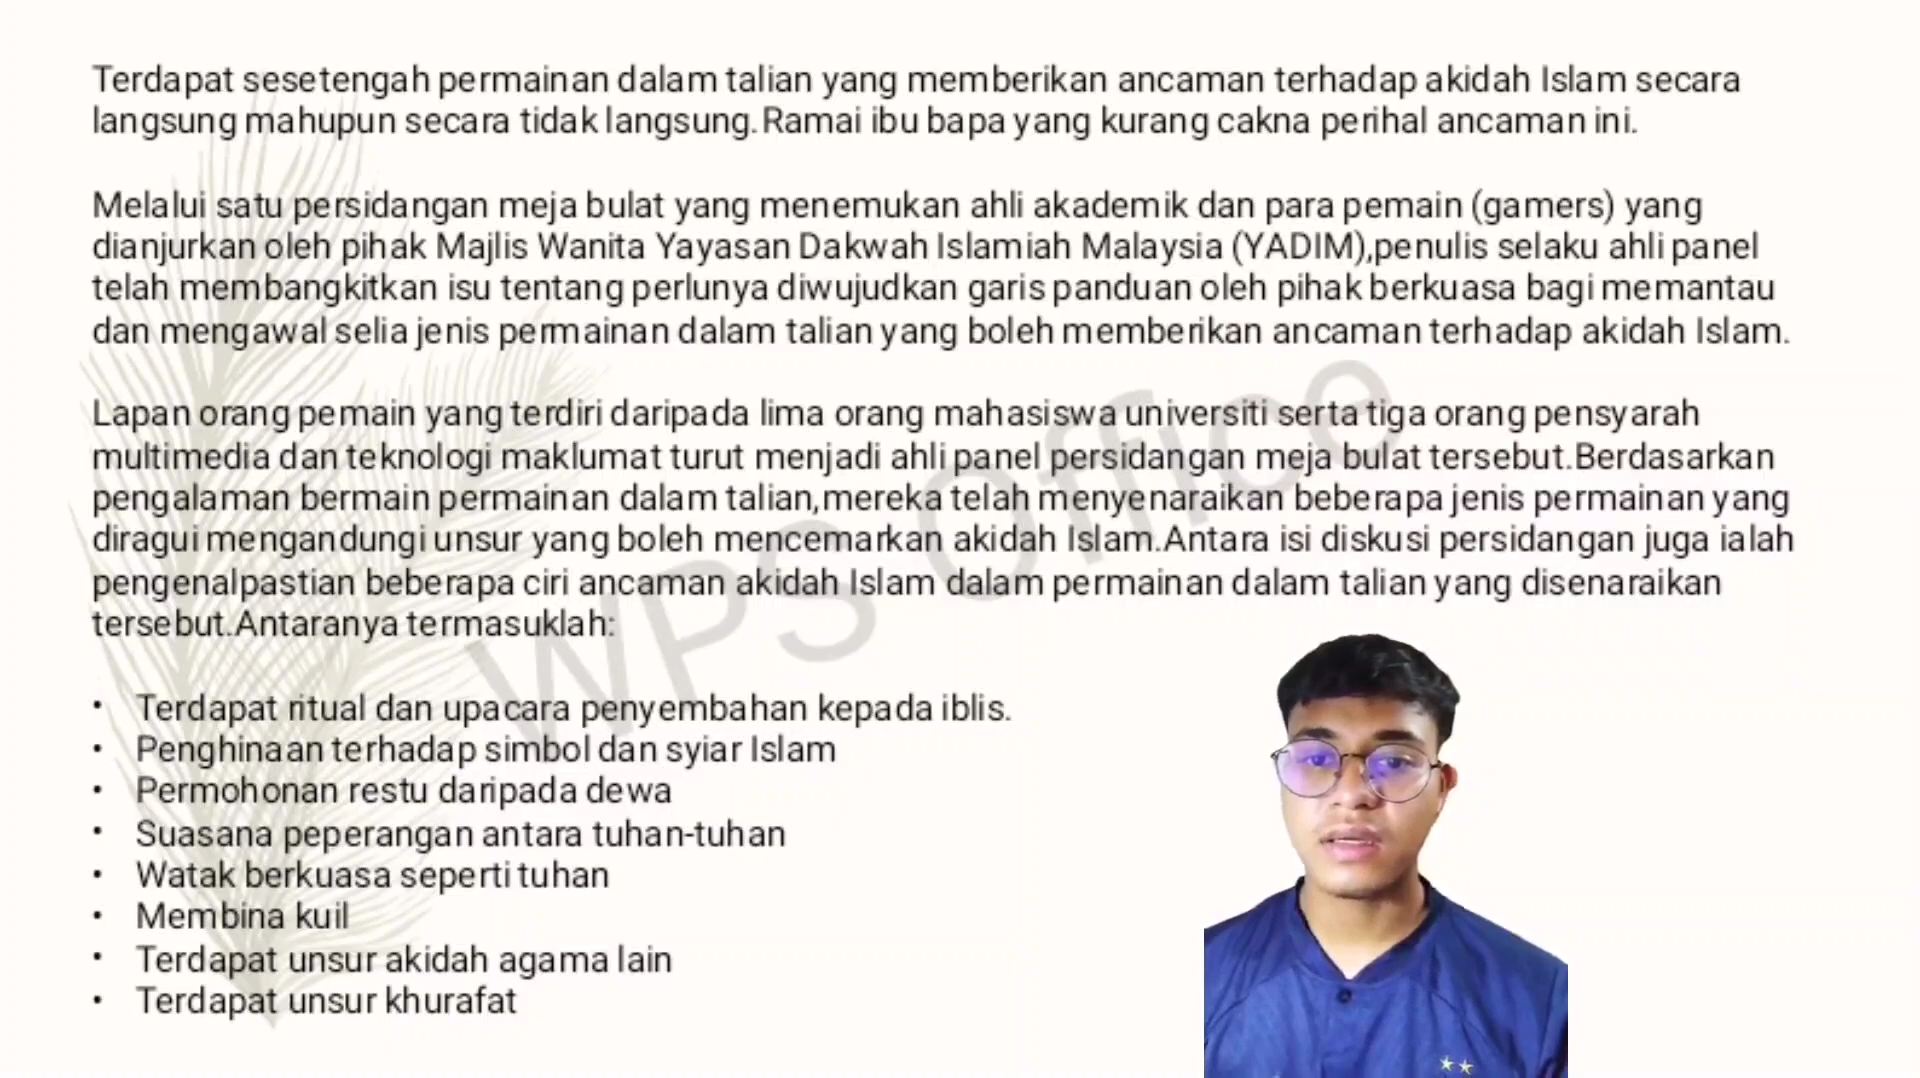 Terdapat sesetengah permainan dalam talian yang memberikan ancaman terhadap akidah Islam secara
langsung mahupun secara tidak langsung.Ramai ibu bapa yang kurang cakna perihal ancaman ini.
Melalui satu persidangan meja bulat yang menemukan ahli akademik dan para pemain (gamers) yang
dianjurkan oleh pihak Majlis Wanita Yayasan Dakwah Islamiah Malaysia (YADIM),penulis selaku ahli panel
telah membangkitkan isu tentang perlunya diwujudkan garis panduan oleh pihak berkuasa bagi memantau
dan mengawal selia jenis permainan dalam talian yang boleh memberikan ancaman terhadap akidah Islam.
Lapan orang pemain yang terdiri daripada lima orang mahasiswa universiti serta tiga orang pensyarah
multimedia dan teknologi maklumat turut menjadi ahli panel persidangan meja bulat tersebut.Berdasarkan
pengalaman bermain permainan dalam talian,mereka telah menyenaraikan beberapa jenis permainan yang
diragui mengandungi unsur yang boleh mencemarkan akidah Islam.Antara isi diskusi persidangan juga ialah
pengenalpastian beberapa ciri ancaman akidah Islam dalam permainan dalam talian yang disenaraikan
tersebut.Antaranya termasuklah:
• Terdapat ritual dan upacara penyembahan kepada iblis.
• Penghinaan terhadap simbol dan syiar Islam
• Permohonan restu daripada dewa
• Suasana peperangan antara tuhan-tuhan
• Watak berkuasa seperti tuhan
• Membina kuil
• Terdapat unsur akidah agama lain
• Terdapat unsur khurafat
WPS Office